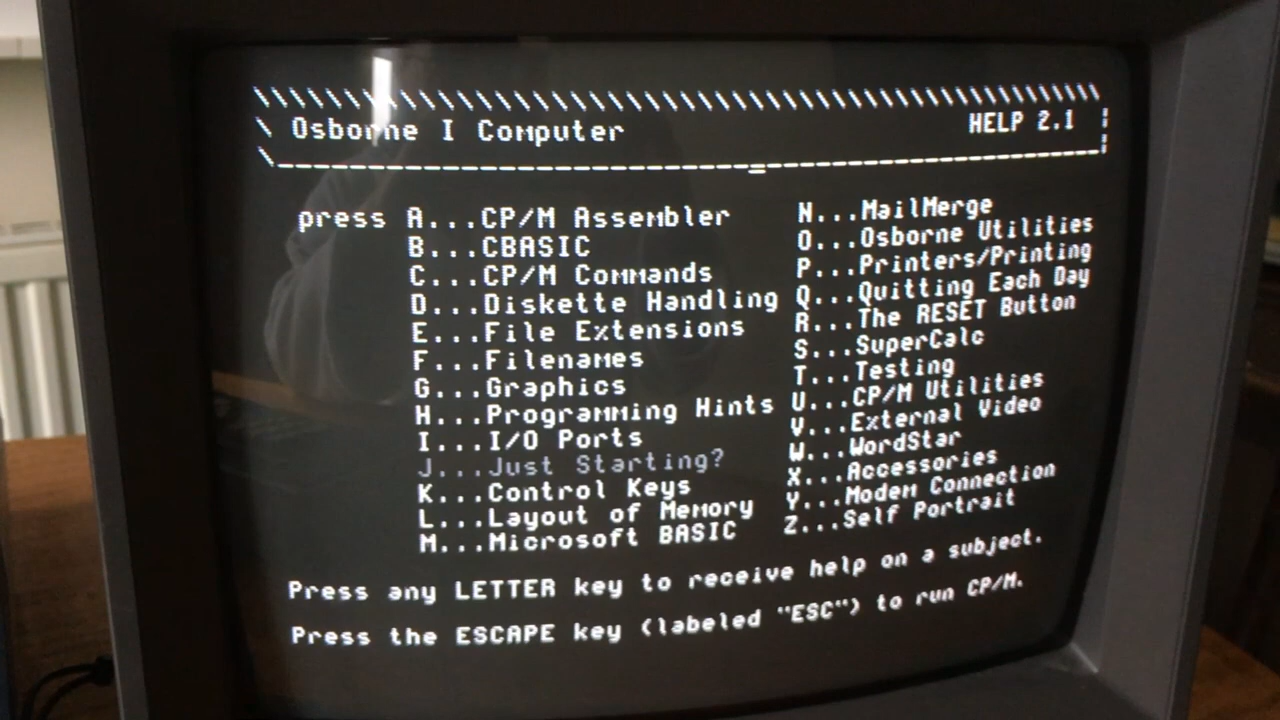 \\\\\\\\\\\\\\\\\\\\\\\\\\\\\\\\\\\\\\\\\\\\\\
\ Osborne I Computer HELP 2.1 ¦
\____________________________________________¦
press A...CP/M Assembler
B...CBASIC
C...CP/M Commands
D...Diskette Handling
E...File Extensions
F...Filenames
G...Graphics
H...Programming Hints
I...I/O Ports
J...Just Starting?
K...Control Keys
L...Layout of Memory
M...Microsoft BASIC
N...MailMerge
O...Osborne Utilities
P...Printers/Printing
Q...Quitting Each Day
R...The RESET Button
S...SuperCalc
T...Testing
U...CP/M Utilities
V...External Video
W...WordStar
X...Accessories
Y...Modem Connection
Z...Self Portrait
Press any LETTER key to receive help on a subject.
Press the ESCAPE key (labeled "ESC") to run CP/M.